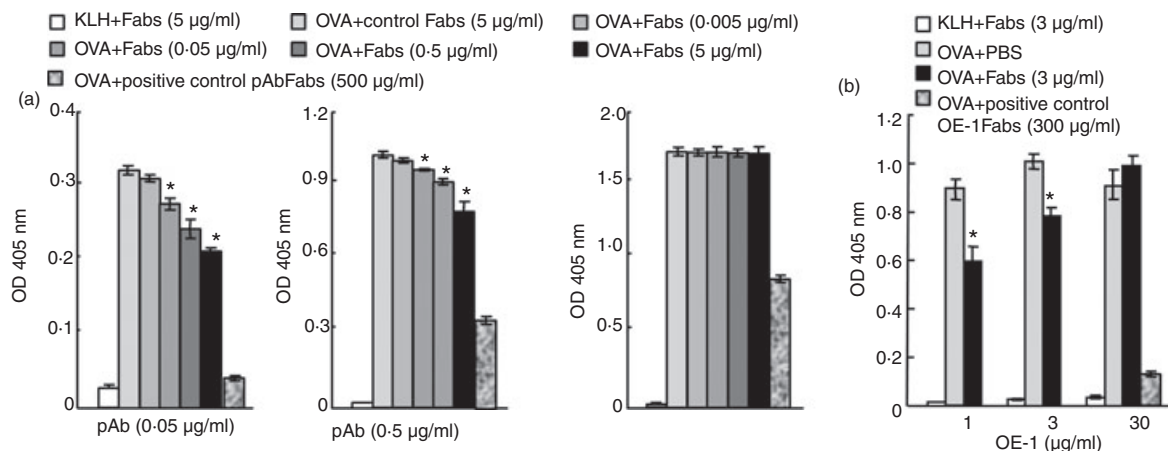 KLH+Fabs (5 µg/ml)
OVA+control Fabs (5 µg/ml)
OVA+Fabs (0·005 µg/ml)
OVA+Fabs (0·05 µg/ml)
OVA+Fabs (0·5 µg/ml)
OVA+Fabs (5 µg/ml)
OVA+positive control pAbFabs (500 µg/ml)
(a)
OD 405 nm
0·4
0.3
0.2
0.1
0
* * *
pAb (0·05 µg/ml)
OD 405 nm
1·2
0·9
0·6
0·3
0
* * *
pAb (0·5 µg/ml)
OD 405 nm
2·0
1·5
1·0
0·5
0
KLH+Fabs (3 µg/ml)
OVA+PBS
OVA+Fabs (3 µg/ml)
OVA+positive control
OE-1Fabs (300 µg/ml)
(b)
OD 405 nm
1·2
1·0
0·8
0·6
0·4
0·2
0
* *
1 3 30
OE-1 (µg/ml)